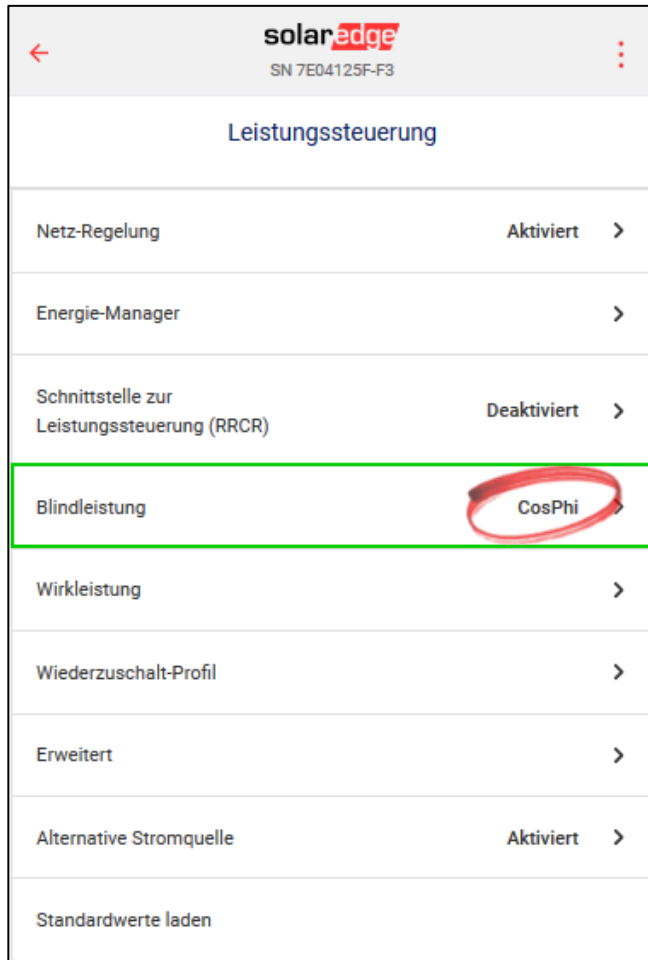 solaredge
SN 7E04125F-F3
Leistungssteuerung
Netz-Regelung Aktiviert
Energie-Manager
Schnittstelle zur
Leistungssteuerung (RRCR) Deaktiviert
Blindleistung CosPhi
Wirkleistung
Wiederzuschalt-Profil
Erweitert
Alternative Stromquelle Aktiviert
Standardwerte laden